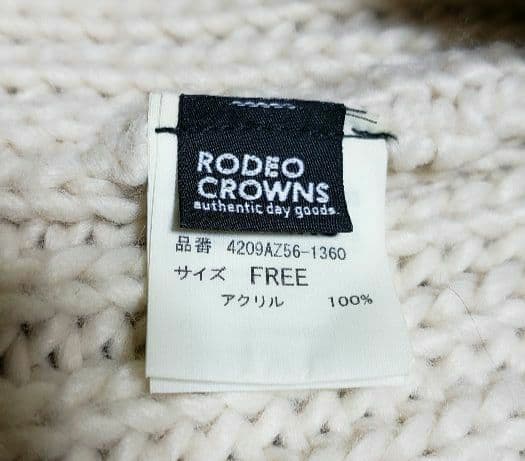 RODEO
CROWNS
authentic day goods.
品番 4209AZ56-1360
サイズ FREE
アクリル 100%